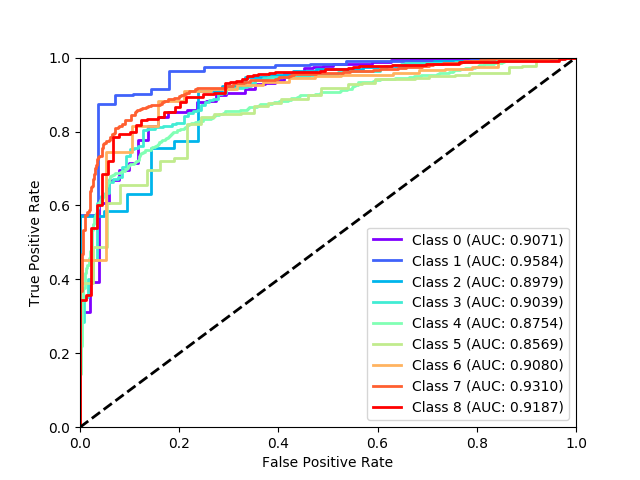 1.0
0.8
0.6
0.4
0.2
0.0
True Positive Rate
0.0 0.2 0.4 0.6 0.8 1.0
False Positive Rate
Class 0 (AUC: 0.9071)
Class 1 (AUC: 0.9584)
Class 2 (AUC: 0.8979)
Class 3 (AUC: 0.9039)
Class 4 (AUC: 0.8754)
Class 5 (AUC: 0.8569)
Class 6 (AUC: 0.9080)
Class 7 (AUC: 0.9310)
Class 8 (AUC: 0.9187)